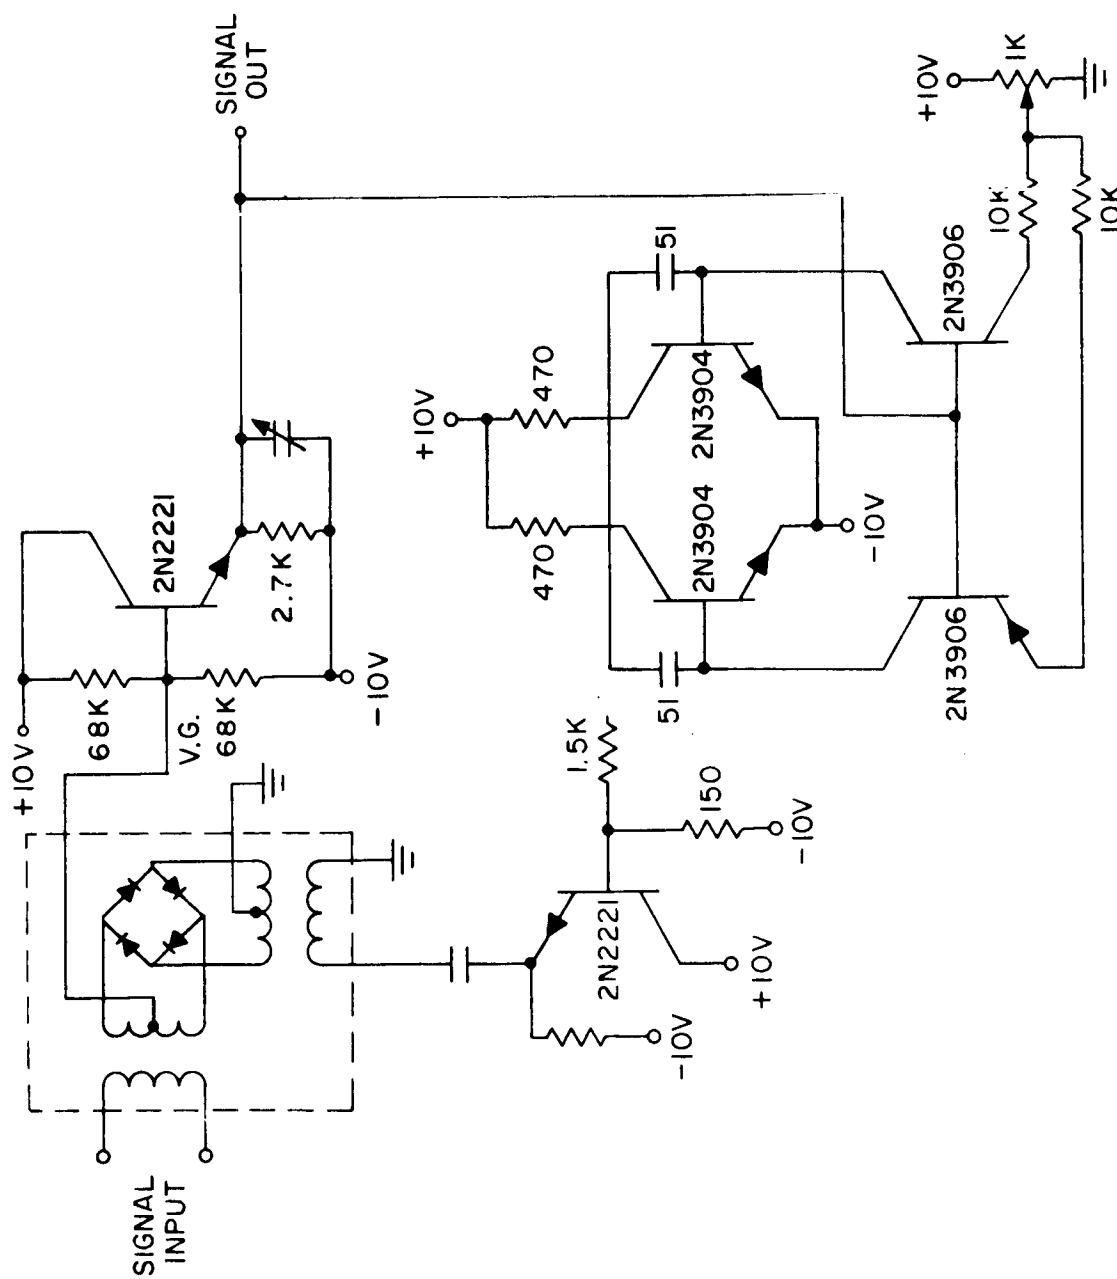 SIGNAL
OUT
+10V
1K
10K
10K
51
2N3906
470
2N3904
+10V
2N2221
2.7K
470
2N3904
-10V
2N3906
51
+10V
68K
V.G.
68K
-10V
1.5K
150
-10V
2N2221
+10V
-10V
SIGNAL
INPUT